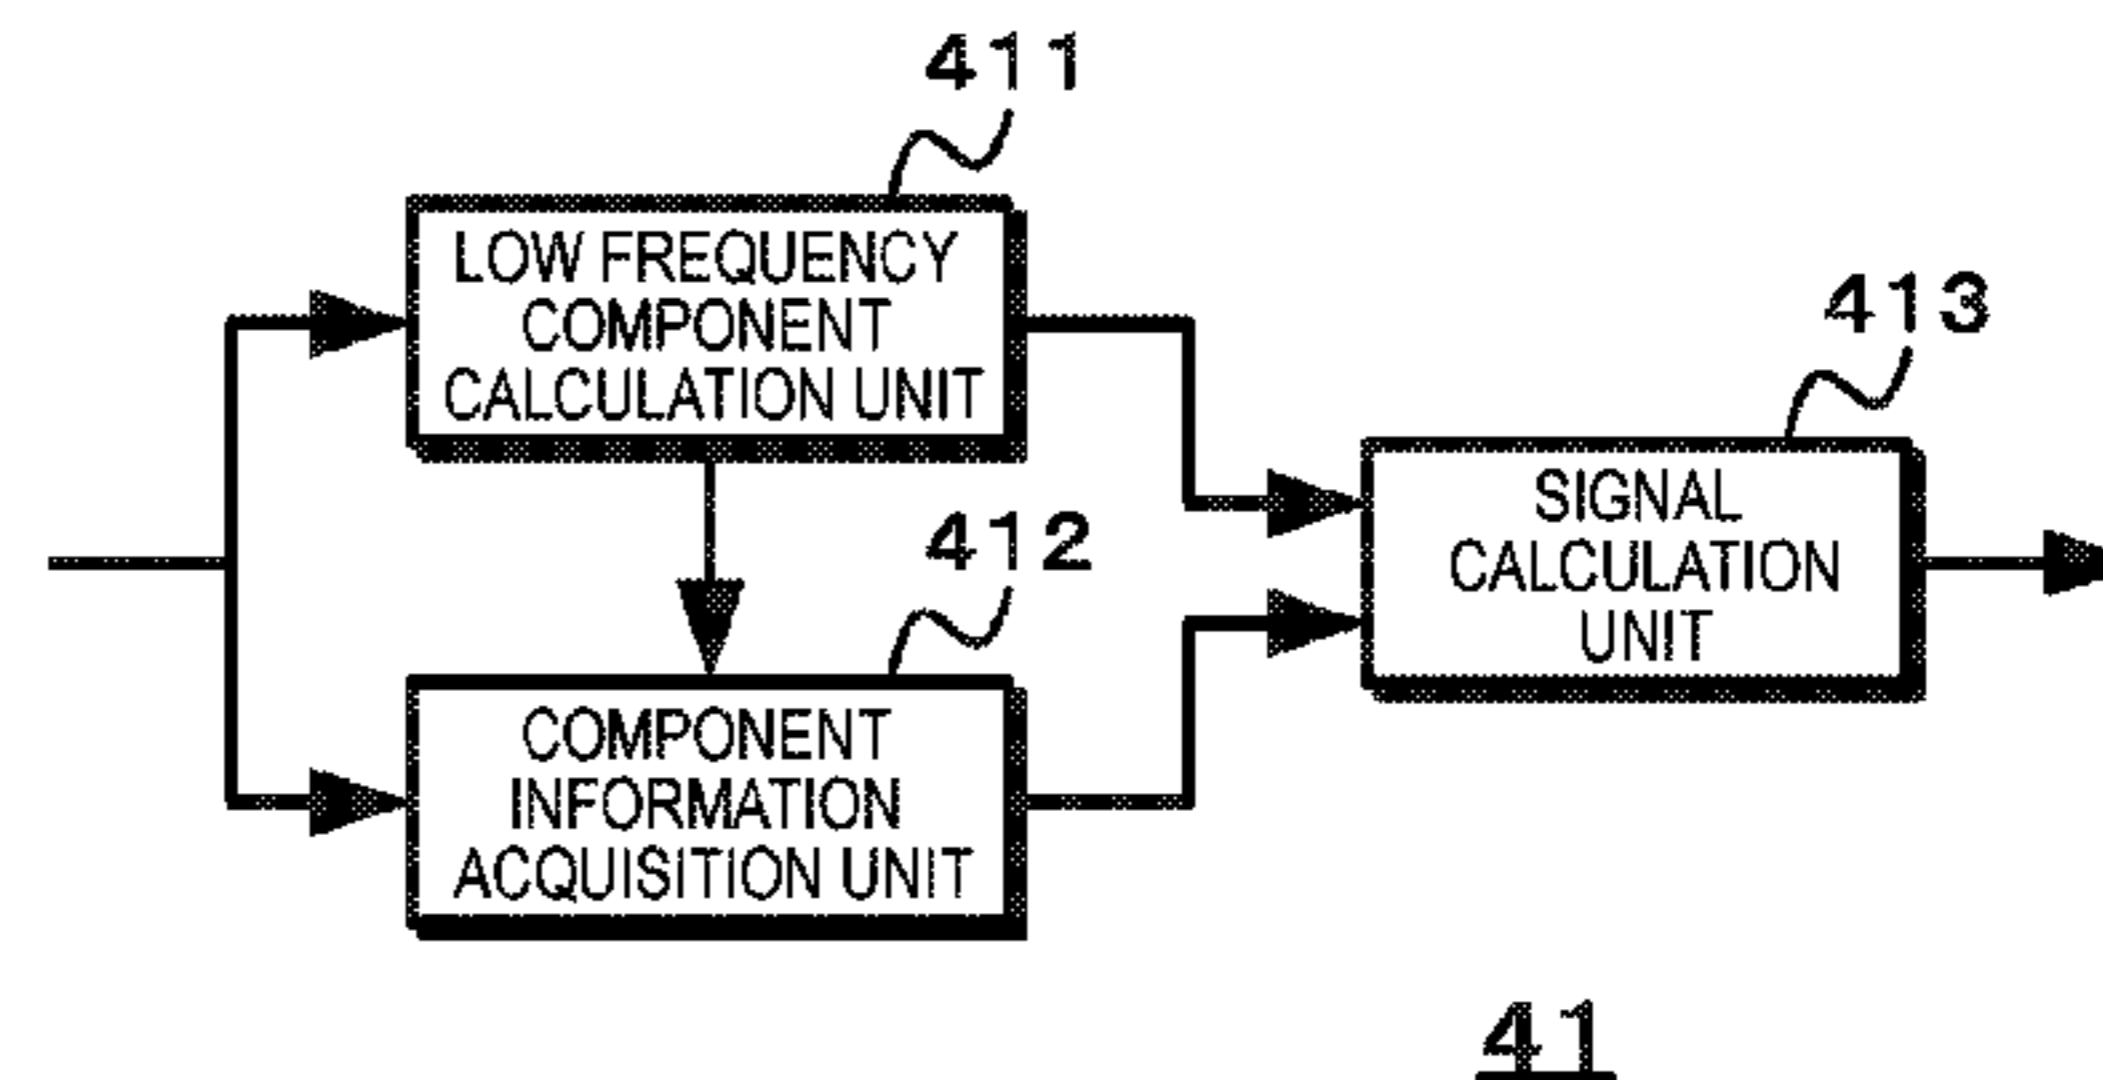 411
LOW FREQUENCY
COMPONENT
CALCULATION UNIT
413
SIGNAL
CALCULATION
UNIT
412
COMPONENT
INFORMATION
ACQUISITION UNIT
41